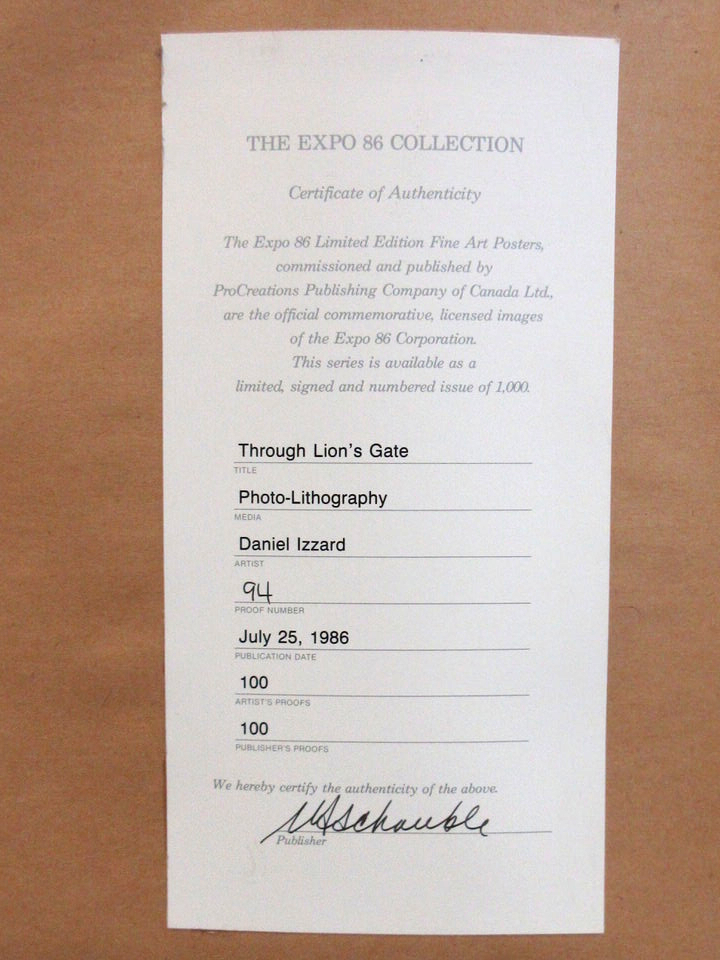 THE EXPO 86 COLLECTION
Certificate of Authenticity
The Expo 86 Limited Edition Fine Art Posters,
commissioned and published by
ProCreations Publishing Company of Canada Ltd.,
are the official commemorative, licensed images
of the Expo 86 Corporation.
This series is available as a
limited, signed and numbered issue of 1,000.
Through Lion's Gate
TITLE
Photo-Lithography
MEDIA
Daniel Izzard
ARTIST
94
PROOF NUMBER
July 25, 1986
PUBLICATION DATE
100
ARTIST'S PROOFS
100
PUBLISHER'S PROOFS
We hereby certify the authenticity of the above.
Publisher